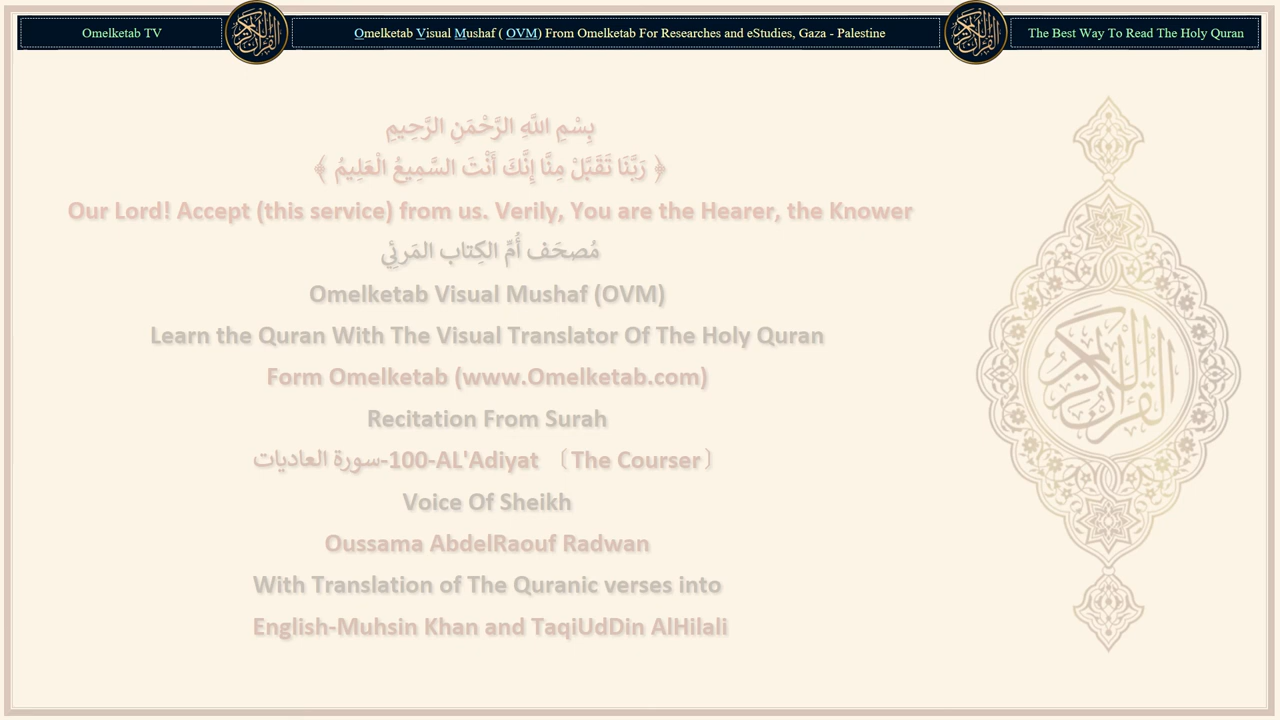 Omelketab TV
Omelketab Visual Mushaf ( OVM) From Omelketab For Researches and eStudies, Gaza - Palestine
The Best Way To Read The Holy Quran
بِسْمِ اللَّهِ الرَّحْمَنِ الرَّحِيمِ
﴿ رَبَّنَا تَقَبَّلْ مِنَّا إِنَّكَ أَنْتَ السَّمِيعُ الْعَلِيمُ ﴾
Our Lord! Accept (this service) from us. Verily, You are the Hearer, the Knower
مُصحَف أُمِّ الكِتاب المَرئِي
Omelketab Visual Mushaf (OVM)
Learn the Quran With The Visual Translator Of The Holy Quran
Form Omelketab (www.Omelketab.com)
Recitation From Surah
سورة العاديات-100-AL'Adiyat 〔The Courser〕
Voice Of Sheikh
Oussama AbdelRaouf Radwan
With Translation of The Quranic verses into
English-Muhsin Khan and TaqiUdDin AlHilali
القرآن الكريم